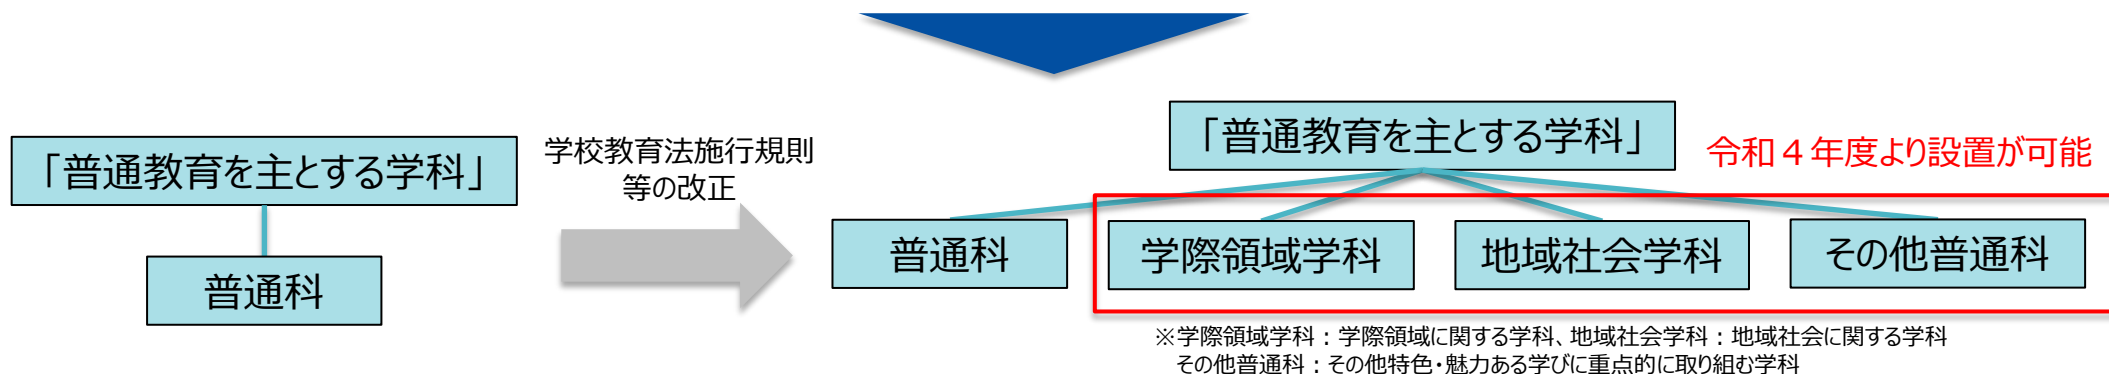 「普通教育を主とする学科」
普通科
学校教育法施行規則
等の改正
「普通教育を主とする学科」
令和４年度より設置が可能
普通科
学際領域学科
地域社会学科
その他普通科
※学際領域学科：学際領域に関する学科、地域社会学科：地域社会に関する学科
その他普通科：その他特色・魅力ある学びに重点的に取り組む学科